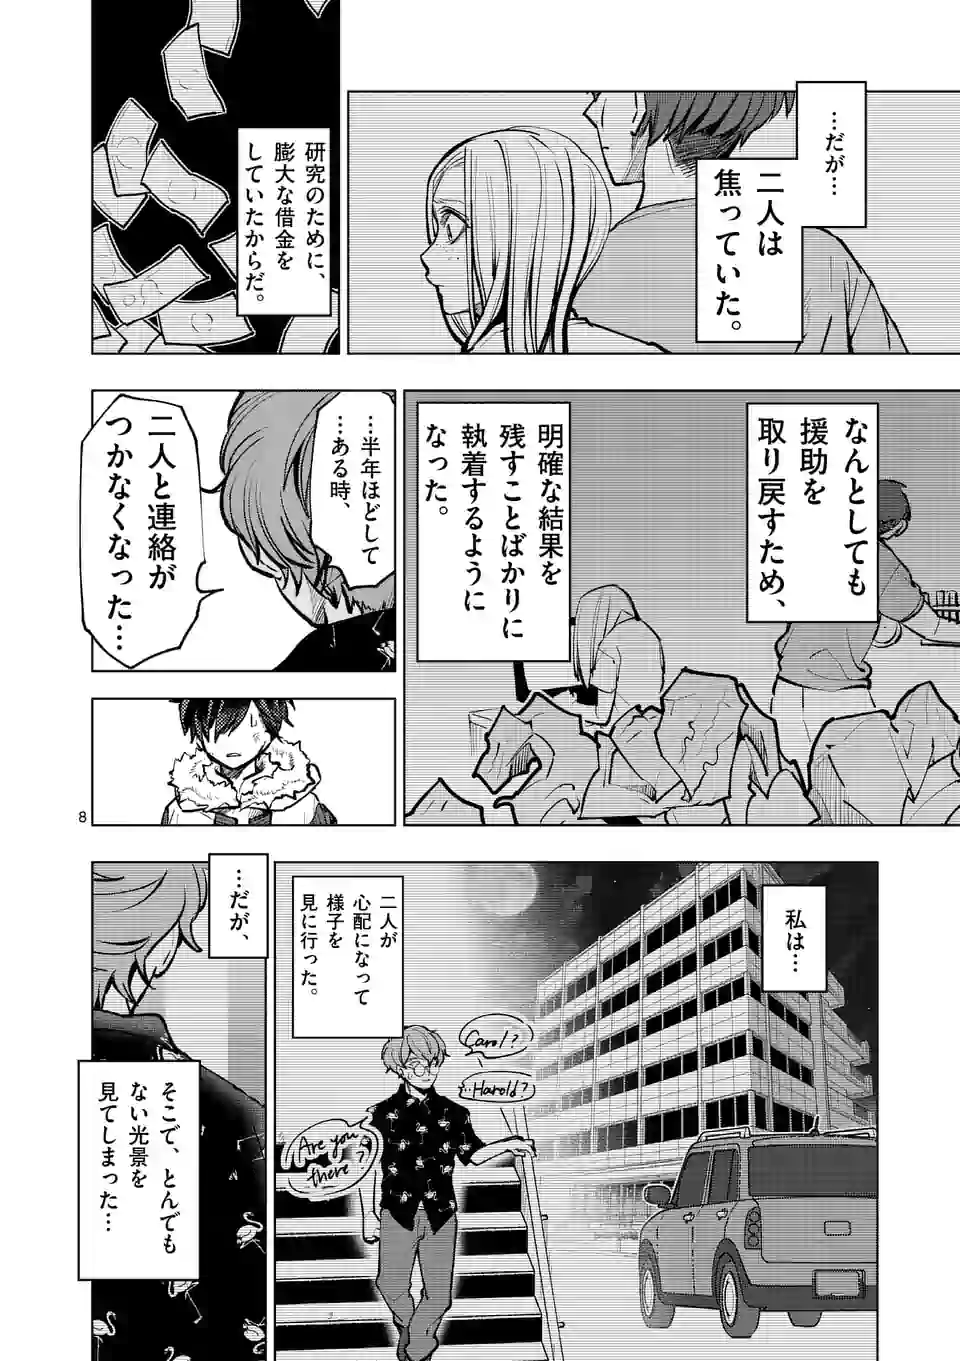 …だが…
二人は
焦っていた。
研究のために、
膨大な借金を
していたからだ。
なんとしても
援助を
取り戻すため、
明確な結果を
残すことばかりに
執着するように
なった。
…半年ほどして
…ある時、
二人と連絡が
つかなくなった…
8
私は…
二人が
心配になって
様子を
見に行った。
Carol?
…Harold?
Are you
there?
…だが、
そこで、とんでも
ない光景を
見てしまった…